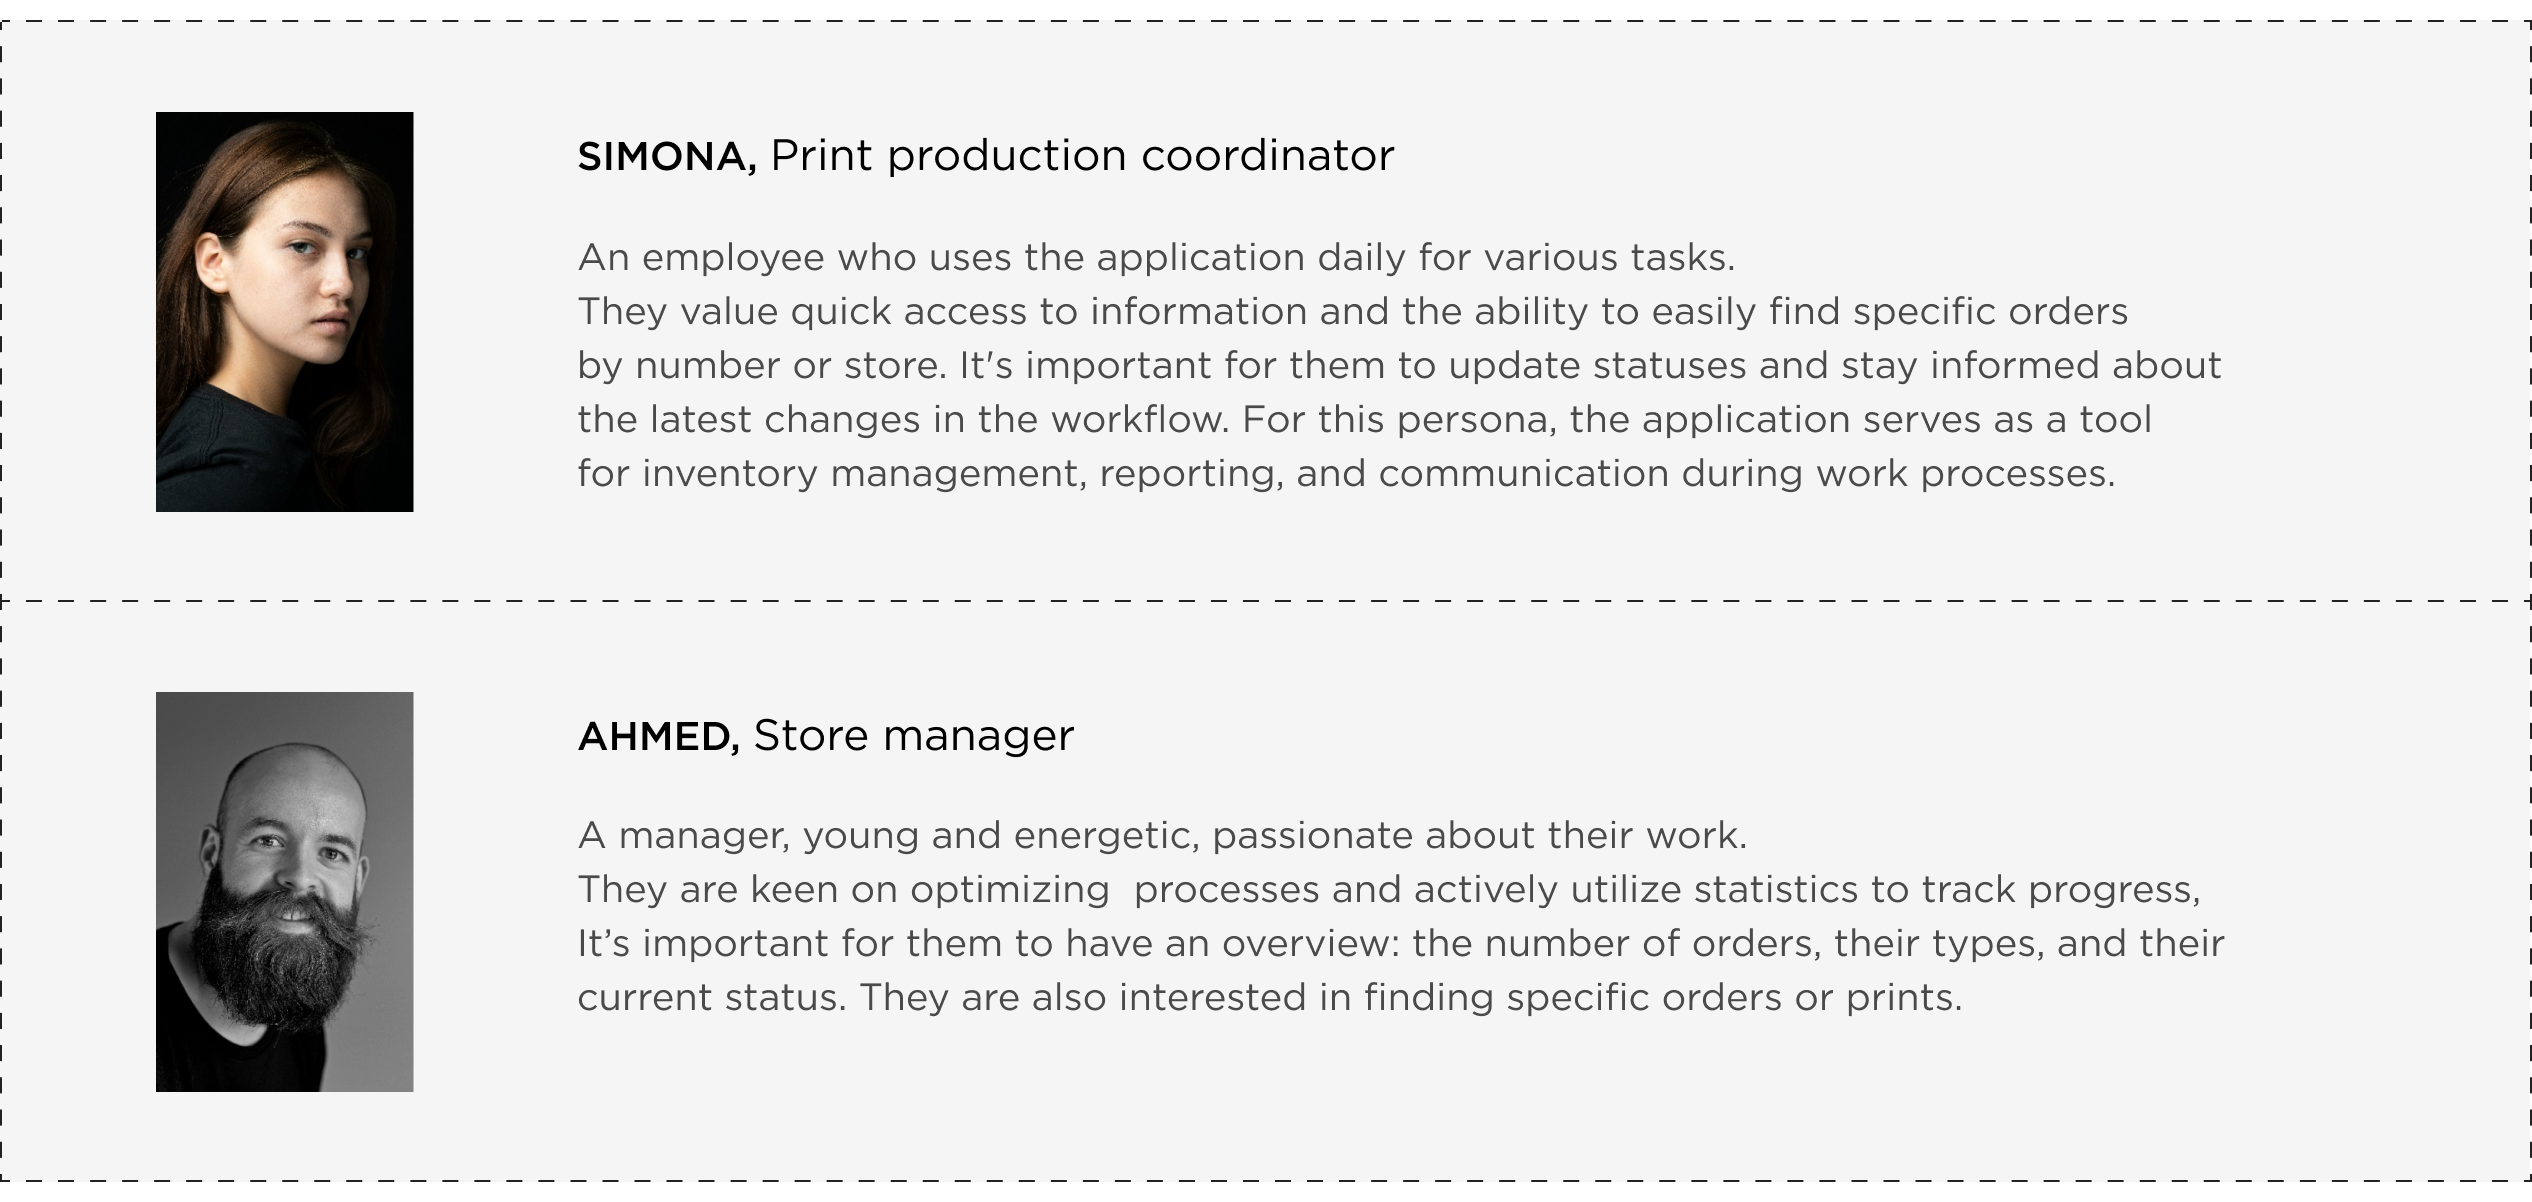 SIMONA, Print production coordinator
An employee who uses the application daily for various tasks.
They value quick access to information and the ability to easily find specific orders
by number or store. It's important for them to update statuses and stay informed about
the latest changes in the workflow. For this persona, the application serves as a tool
for inventory management, reporting, and communication during work processes.
AHMED, Store manager
A manager, young and energetic, passionate about their work.
They are keen on optimizing  processes and actively utilize statistics to track progress,
It’s important for them to have an overview: the number of orders, their types, and their
current status. They are also interested in finding specific orders or prints.